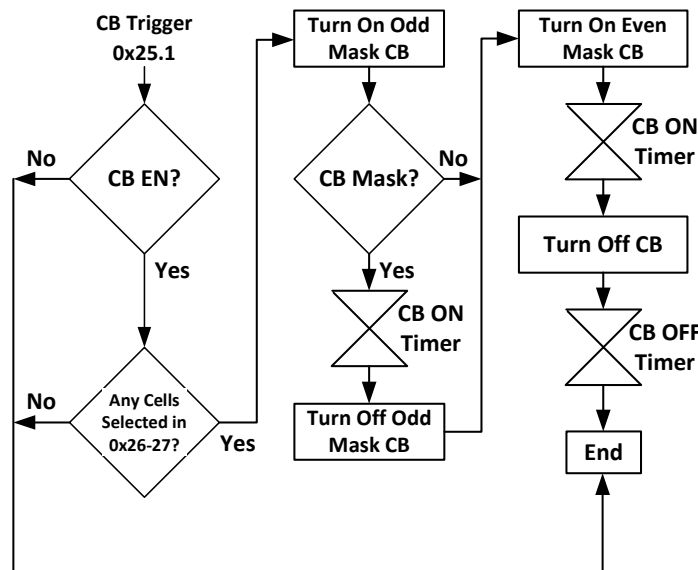 CB Trigger
0x25.1
No
CB EN?
Yes
No
Any Cells
Selected in
0x26-27?
Yes
Turn On Odd
Mask CB
CB Mask?
No
Yes
CB ON
Timer
Turn Off Odd
Mask CB
Turn On Even
Mask CB
CB ON
Timer
Turn Off CB
CB OFF
Timer
End